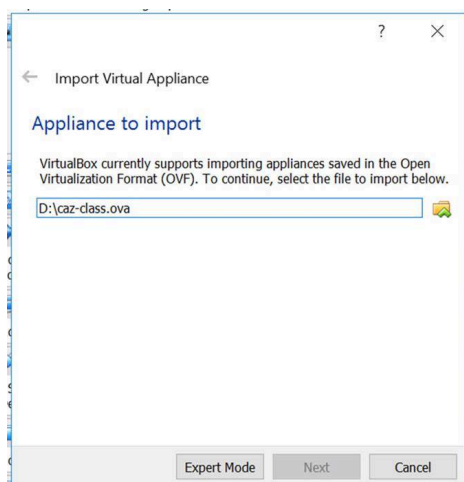 ?
Import Virtual Appliance
Appliance to import
VirtualBox currently supports importing appliances saved in the Open
Virtualization Format (OVF). To continue, select the file to import below.
D:\caz-class.ova
Expert Mode Next Cancel